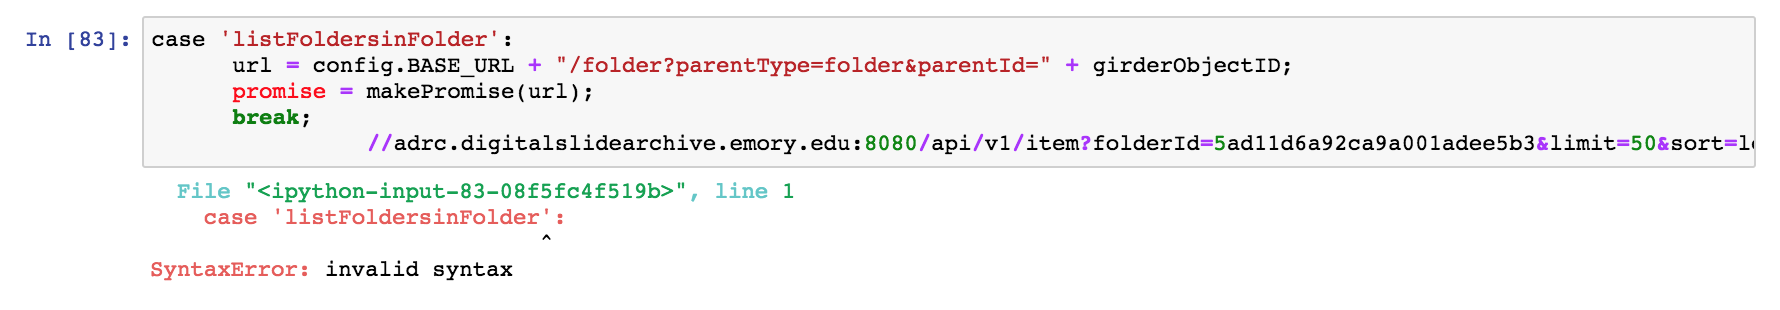 In [83]: case 'listFoldersinFolder':
url = config.BASE_URL + "/folder?parentType=folder&parentId=" + girderObjectID;
promise = makePromise(url);
break;
//adrc.digitalslidearchive.emory.edu:8080/api/v1/item?folderId=5ad11d6a92ca9a001adee5b3&limit=50&sort=l
File "<ipython-input-83-08f5fc4f519b>", line 1
case 'listFoldersinFolder':
^
SyntaxError: invalid syntax